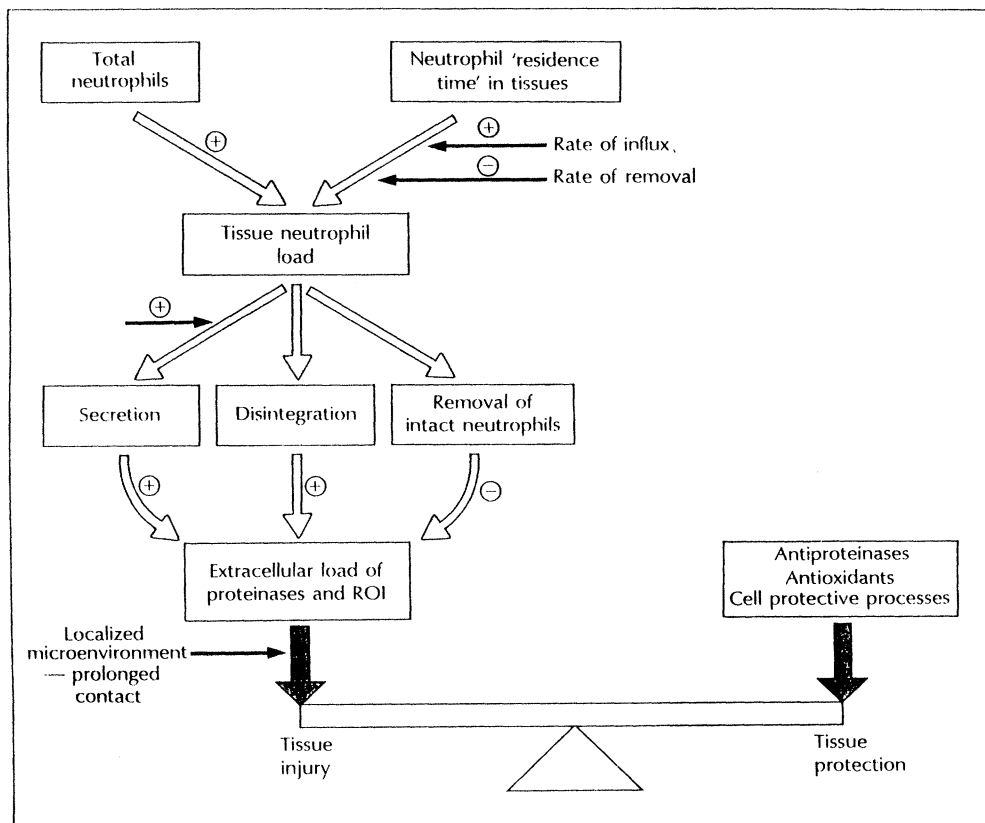 Total
neutrophils
Neutrophil 'residence
time' in tissues
+
+
Rate of influx,
−
Rate of removal
Tissue neutrophil
load
+
Secretion
Disintegration
Removal of
intact neutrophils
+
+
−
Extracellular load of
proteinases and ROI
Antiproteinases
Antioxidants
Cell protective processes
Localized
microenvironment
— prolonged
contact
Tissue
injury
Tissue
protection